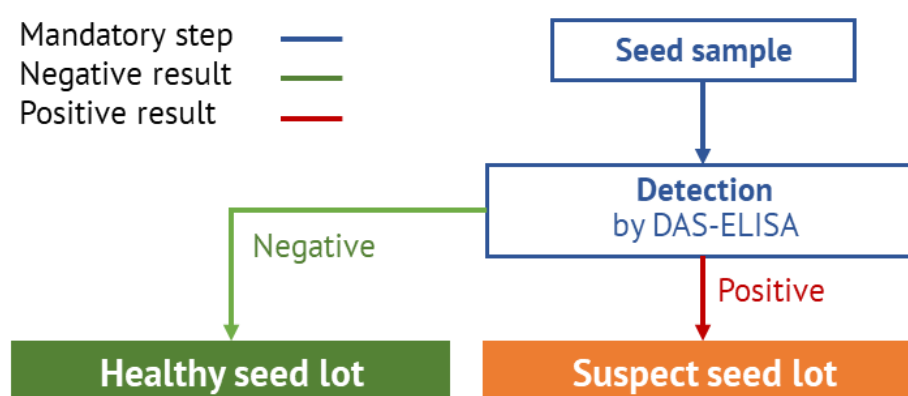 Mandatory step
Negative result
Positive result
Seed sample
Detection
by DAS-ELISA
Negative
Positive
Healthy seed lot
Suspect seed lot